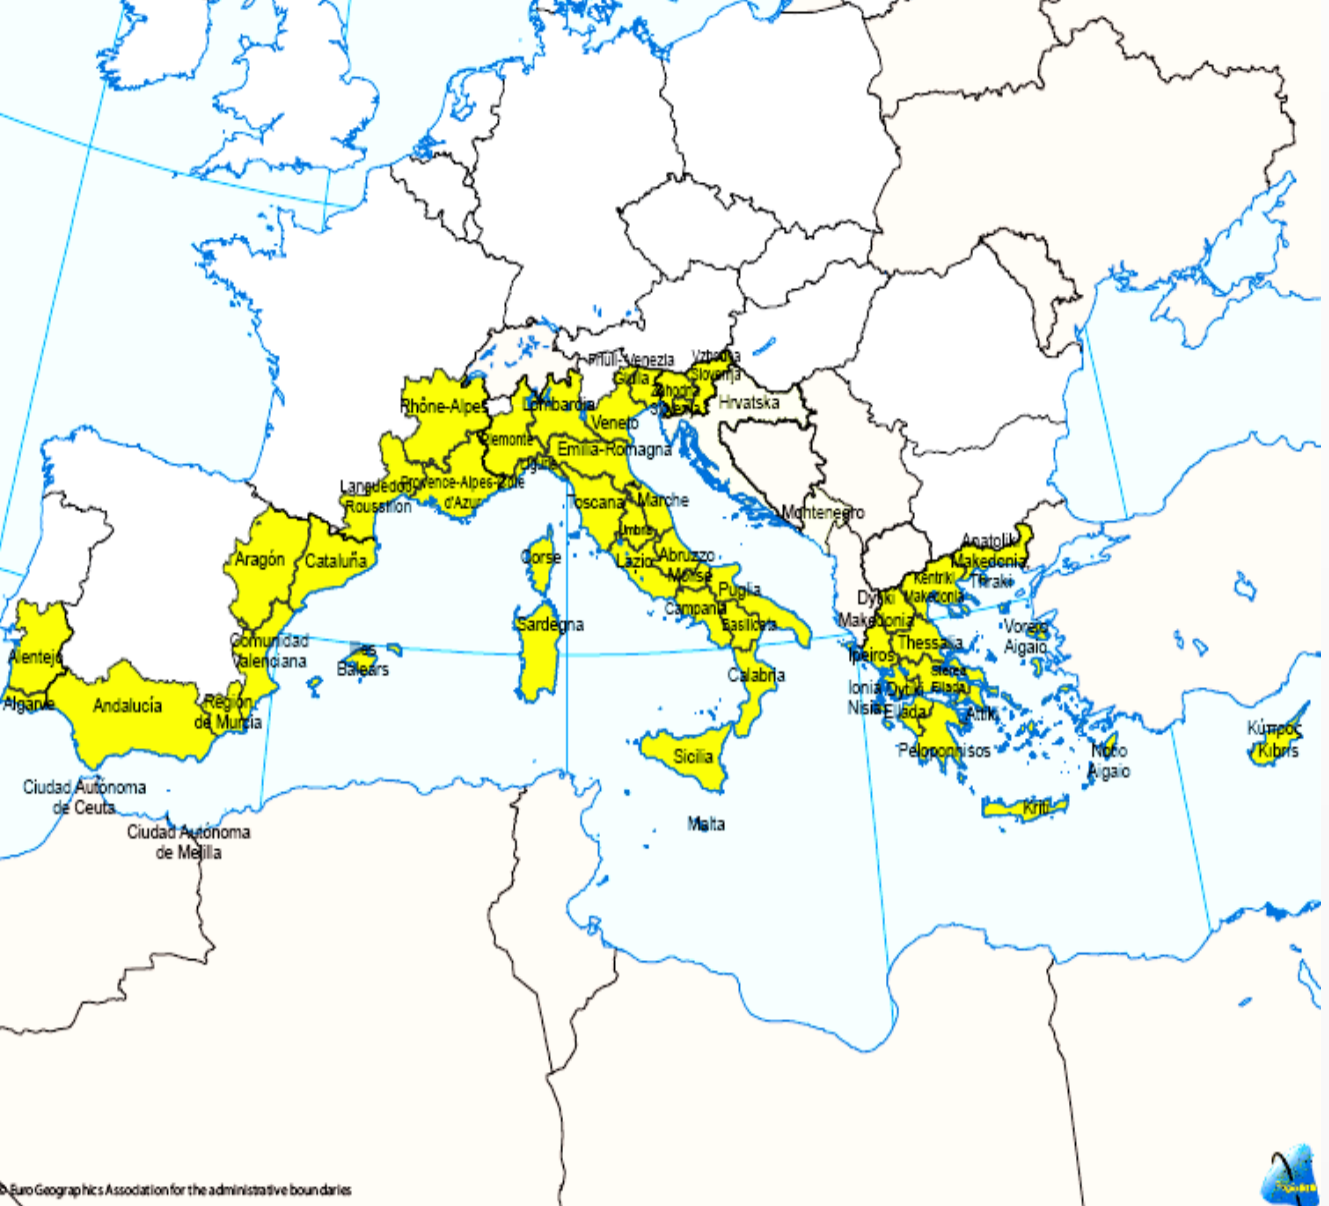 Friuli-Venezia
Giulia
Vzhodna
Slovenija
Zahodna
Slovenija
Hrvatska
Rhône-Alpes
Lombardia
Veneto
Piemonte
Emilia-Romagna
Liguria
Languedoc-
Roussillon
Provence-Alpes-Côte
d'Azur
Toscana
Marche
Umbria
Montenegro
Aragón
Cataluña
Corse
Lazio
Abruzzo
Molise
Puglia
Campania
Basilicata
Sardegna
Calabria
Anatoliki
Makedonia,
Thraki
Kentriki
Makedonia
Dytiki
Makedonia
Thessalia
Ipeiros
Voreio
Aigaio
Sterea
Ellada
Ionia
Nisia
Dytiki
Ellada
Attiki
Peloponnisos
Notio
Aigaio
Kriti
Κύπρος
Kıbrıs
Comunidad
Valenciana
Illes
Balears
Alentejo
Algarve
Andalucía
Región
de Murcia
Sicilia
Malta
Ciudad Autónoma
de Ceuta
Ciudad Autónoma
de Melilla
© EuroGeographics Association for the administrative boundaries